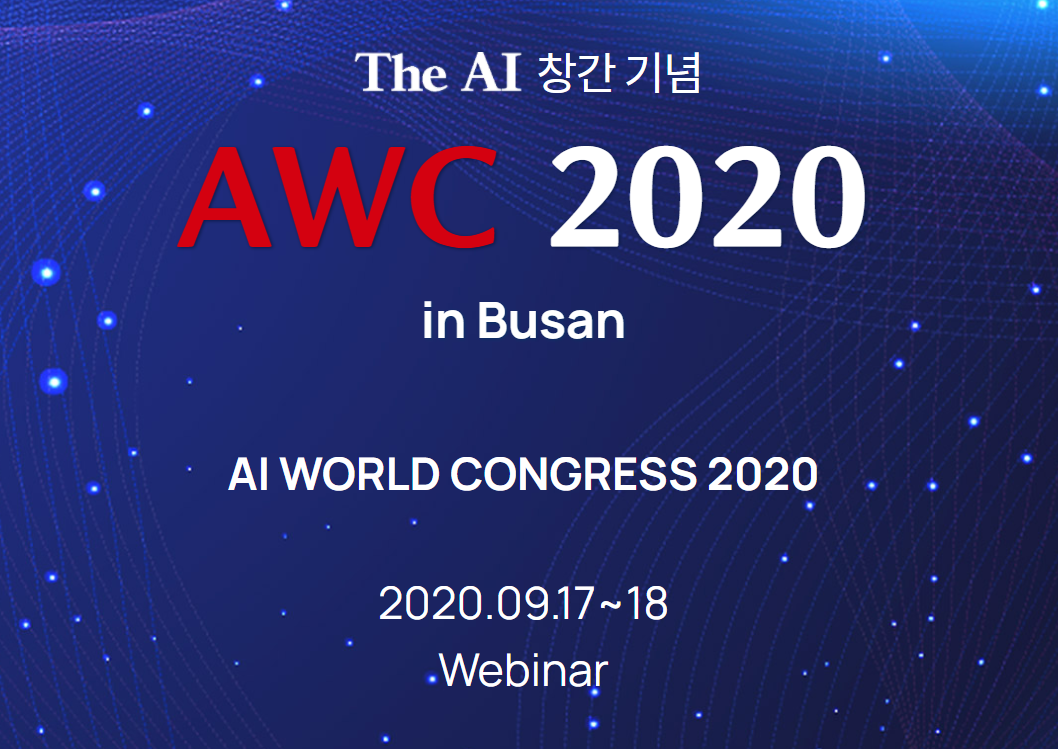 The AI 창간 기념
AWC 2020
in Busan
AI WORLD CONGRESS 2020
2020.09.17~18
Webinar